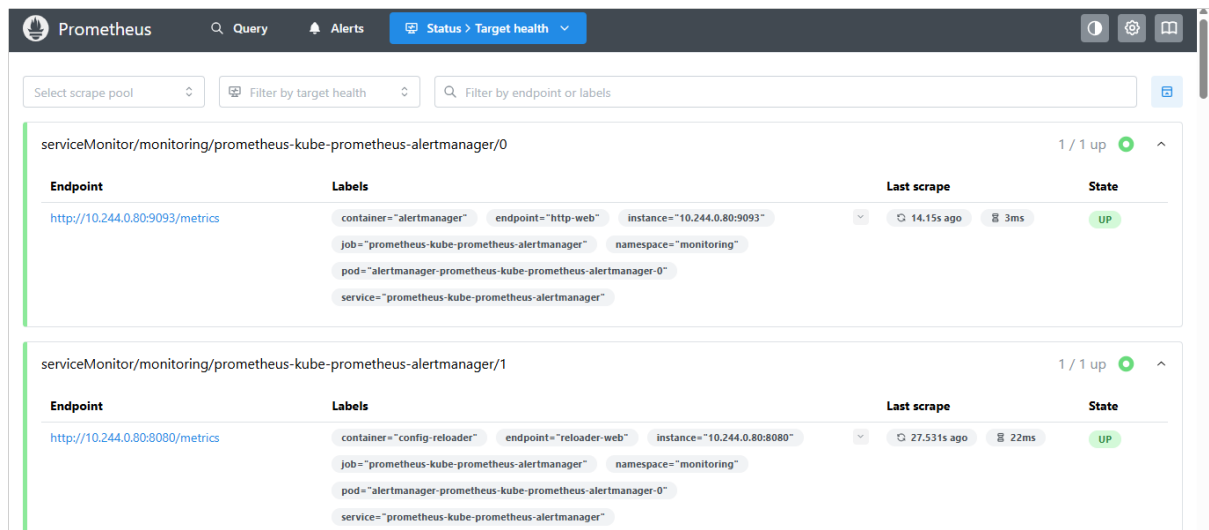 Prometheus Query Alerts Status > Target health
Select scrape pool Filter by target health Filter by endpoint or labels
serviceMonitor/monitoring/prometheus-kube-prometheus-alertmanager/0 1 / 1 up
Endpoint Labels Last scrape State
http://10.244.0.80:9093/metrics container="alertmanager" endpoint="http-web" instance="10.244.0.80:9093" 14.15s ago 3ms UP
job="prometheus-kube-prometheus-alertmanager" namespace="monitoring"
pod="alertmanager-prometheus-kube-prometheus-alertmanager-0"
service="prometheus-kube-prometheus-alertmanager"
serviceMonitor/monitoring/prometheus-kube-prometheus-alertmanager/1 1 / 1 up
Endpoint Labels Last scrape State
http://10.244.0.80:8080/metrics container="config-reloader" endpoint="reloader-web" instance="10.244.0.80:8080" 27.531s ago 22ms UP
job="prometheus-kube-prometheus-alertmanager" namespace="monitoring"
pod="alertmanager-prometheus-kube-prometheus-alertmanager-0"
service="prometheus-kube-prometheus-alertmanager"